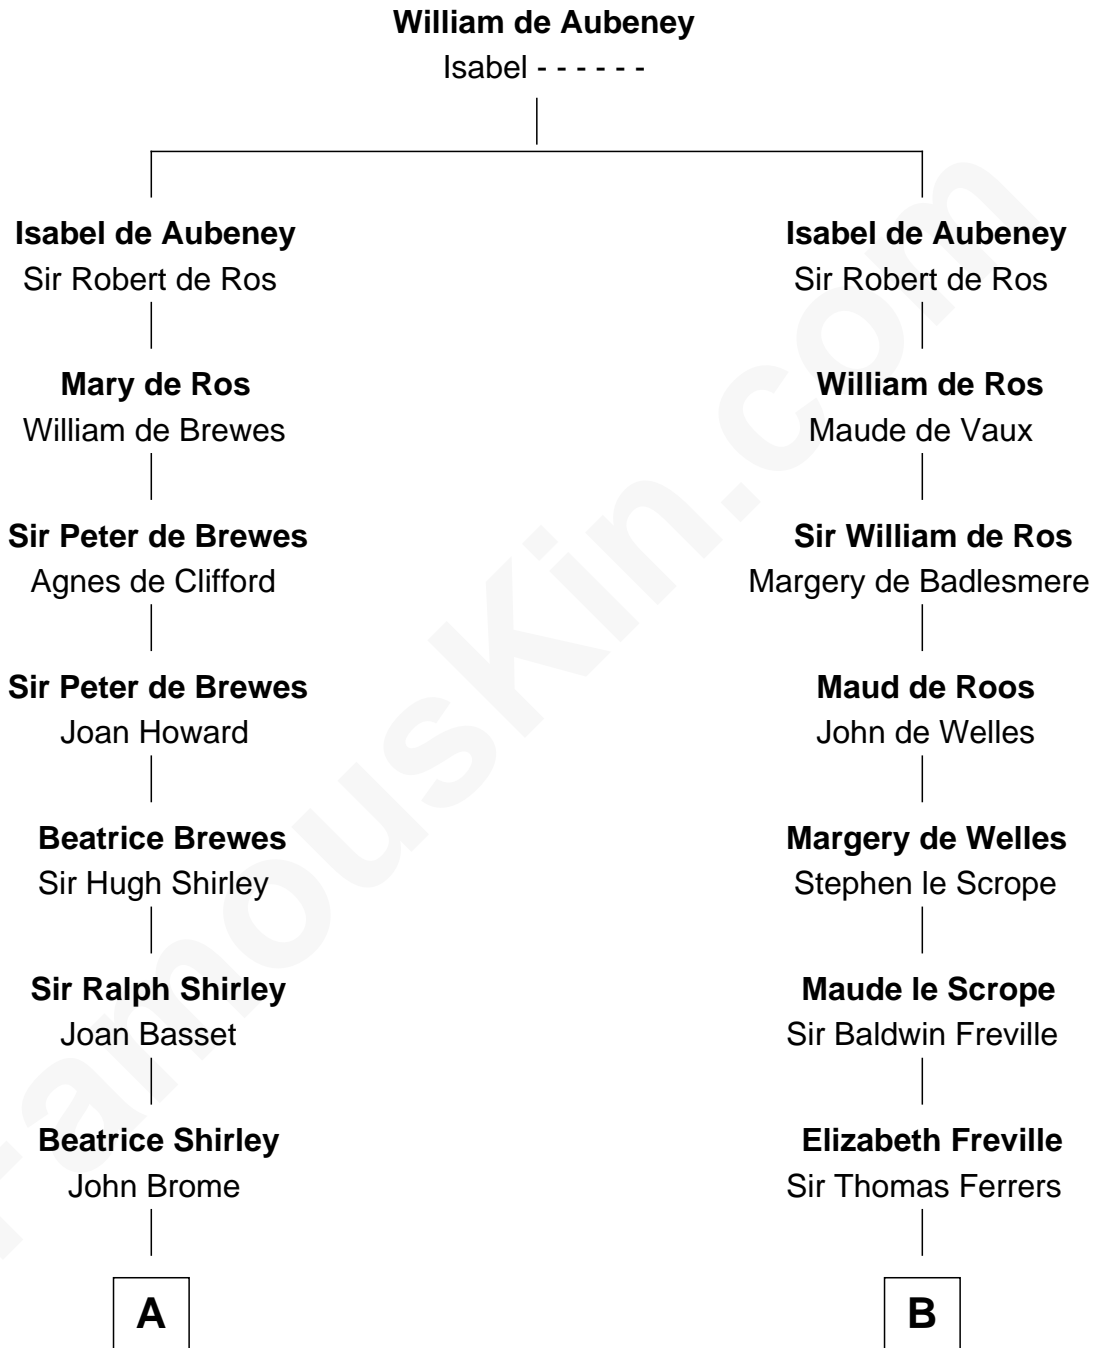 William de Aubeney
Isabel - - - - - -
Isabel de Aubeney
Sir Robert de Ros
Mary de Ros
William de Brewes
Sir Peter de Brewes
Agnes de Clifford
Sir Peter de Brewes
Joan Howard
Beatrice Brewes
Sir Hugh Shirley
Sir Ralph Shirley
Joan Basset
Beatrice Shirley
John Brome
A
Isabel de Aubeney
Sir Robert de Ros
William de Ros
Maude de Vaux
Sir William de Ros
Margery de Badlesmere
Maud de Roos
John de Welles
Margery de Welles
Stephen le Scrope
Maude le Scrope
Sir Baldwin Freville
Elizabeth Freville
Sir Thomas Ferrers
B
FamousKin.com